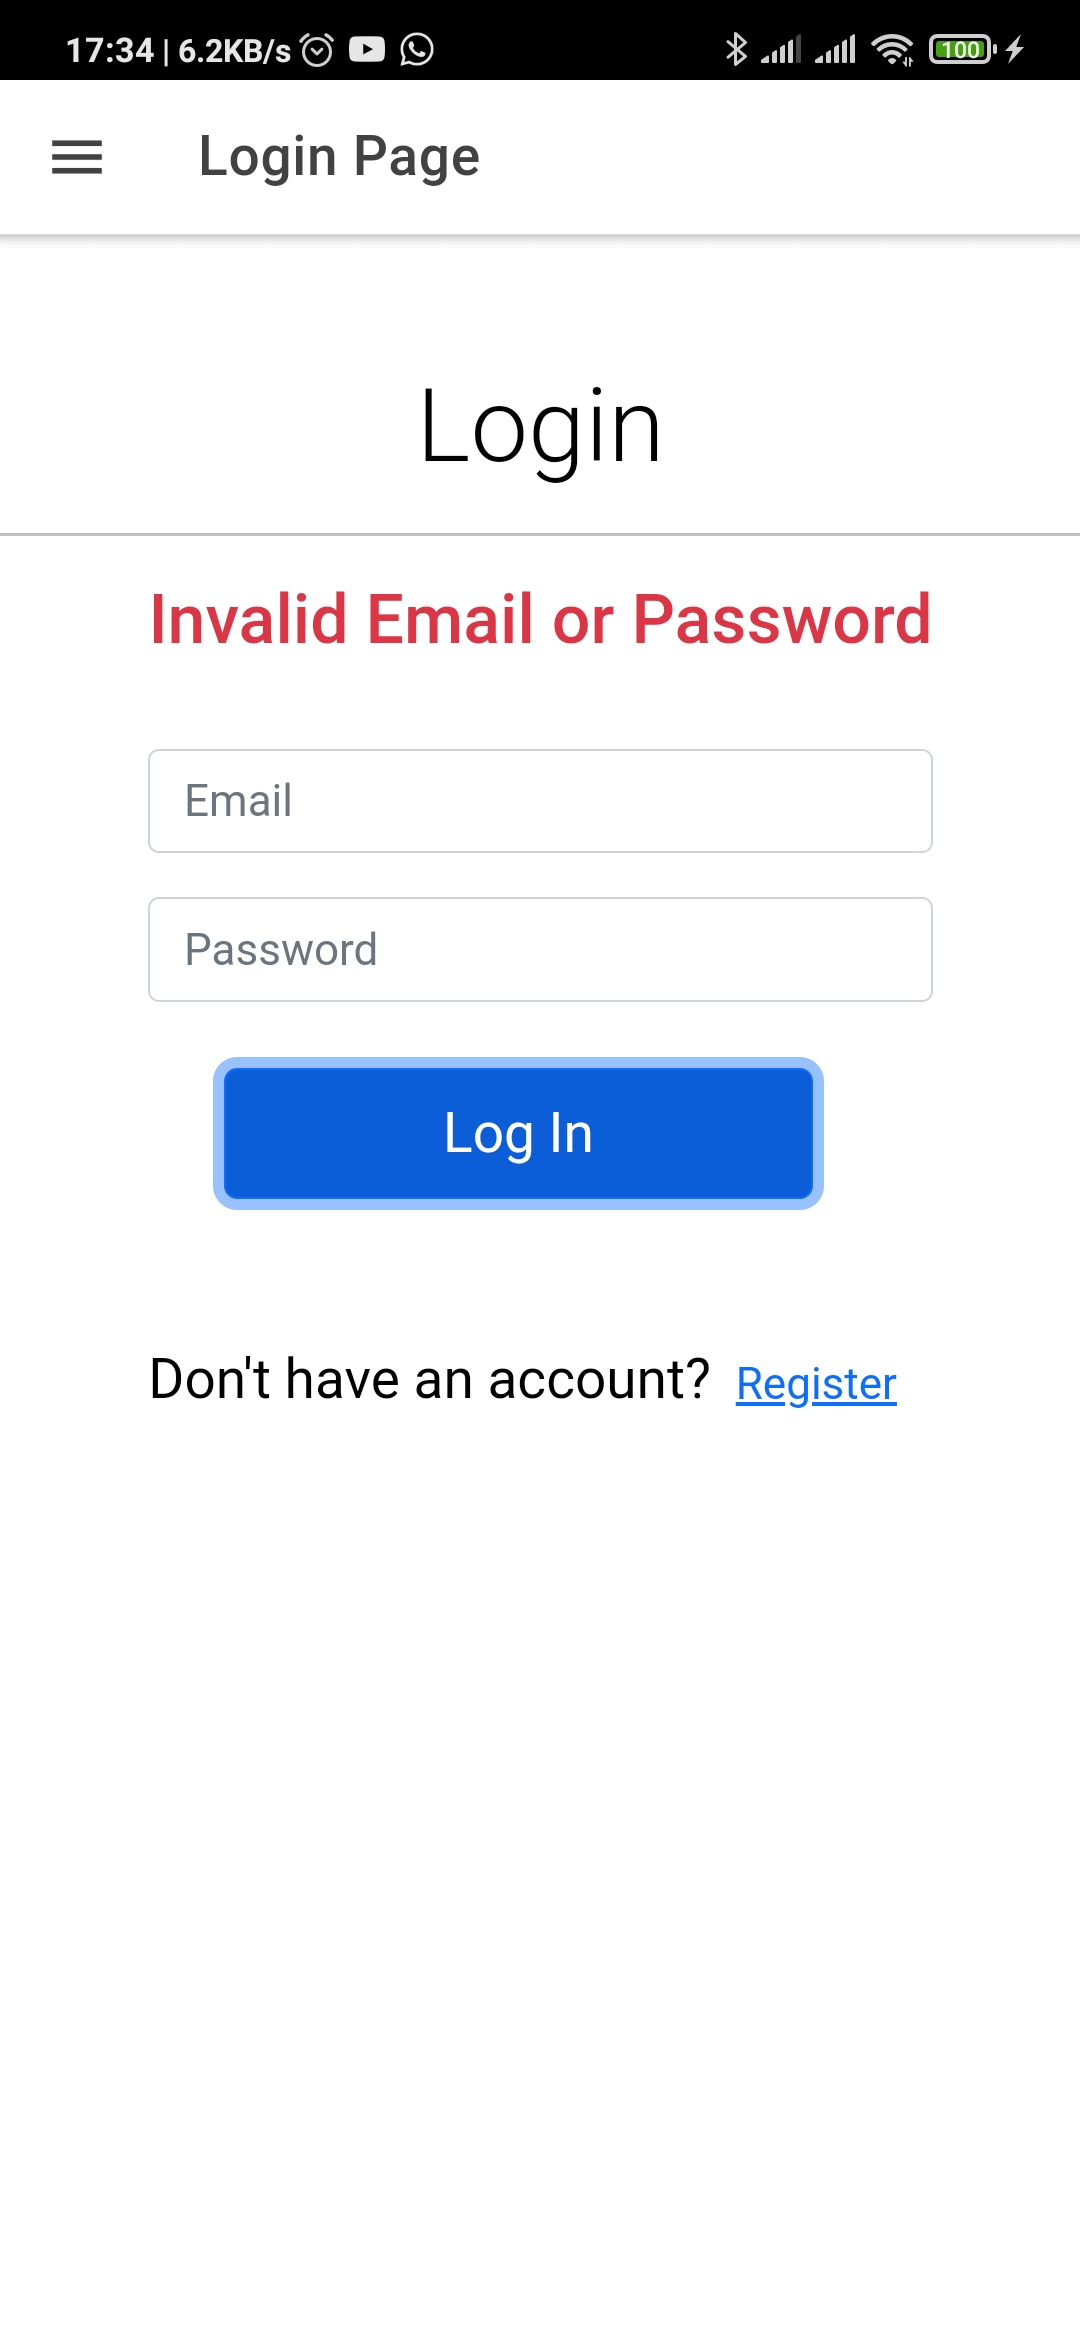 17:34 | 6.2KB/s 100
Login Page
Login
Invalid Email or Password
Email
Password
Log In
Don't have an account? Register